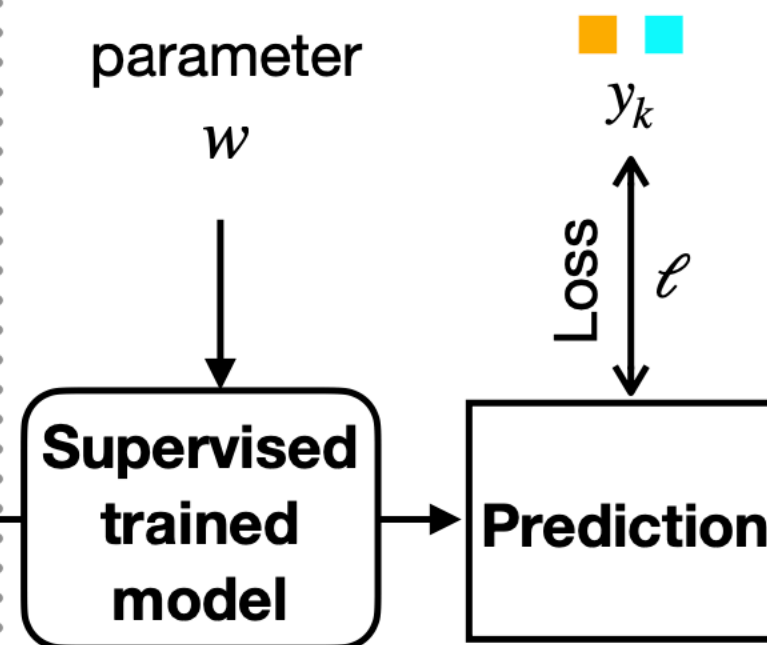 parameter
w
y_k
Loss
ℓ
Supervised
trained
model
Prediction